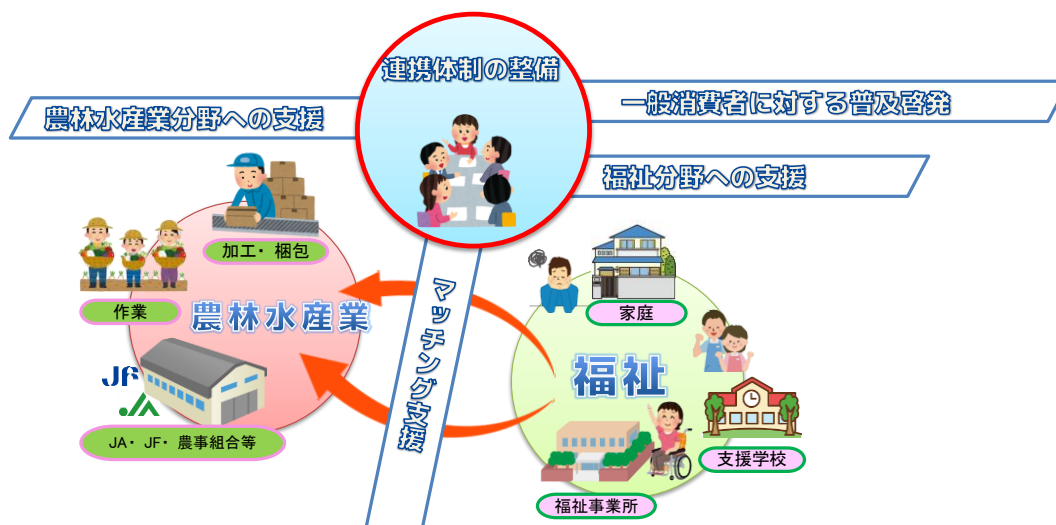 連携体制の整備
農林水産業分野への支援
一般消費者に対する普及啓発
福祉分野への支援
加工・梱包
作業
農林水産業
JF
JA
JA・JF・農事組合等
マッチング支援
家庭
福祉
支援学校
福祉事業所